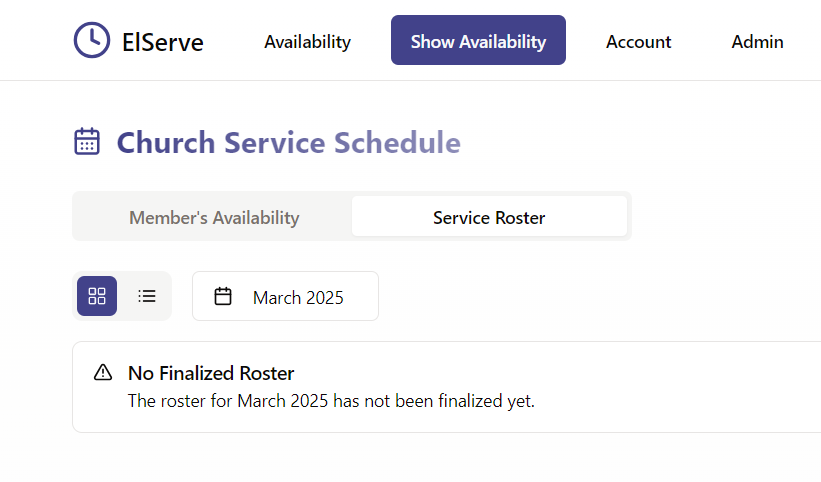 ElServe Availability Show Availability Account Admin
Church Service Schedule
Member's Availability Service Roster
March 2025
No Finalized Roster
The roster for March 2025 has not been finalized yet.